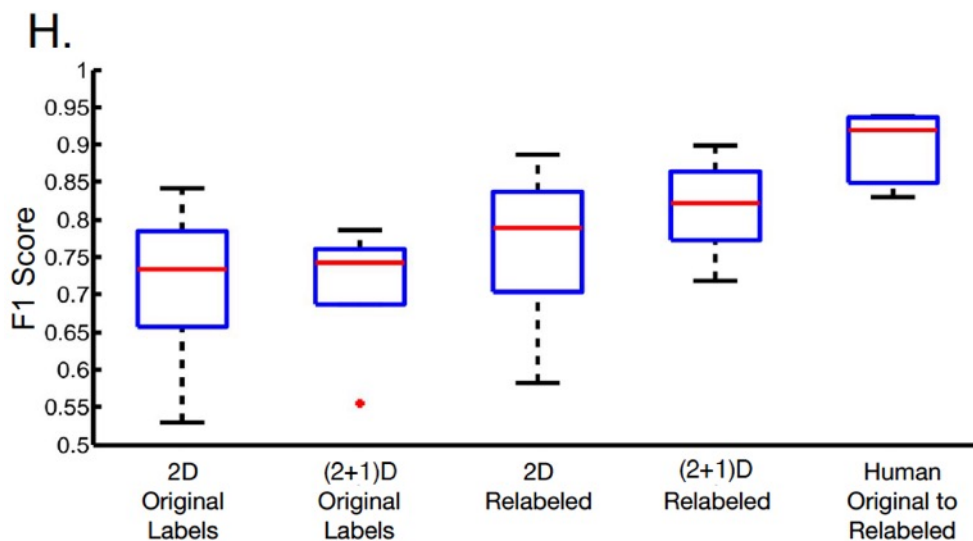 H.
F1 Score
1
0.95
0.9
0.85
0.8
0.75
0.7
0.65
0.6
0.55
0.5
2D
Original
Labels
(2+1)D
Original
Labels
2D
Relabeled
(2+1)D
Relabeled
Human
Original to
Relabeled